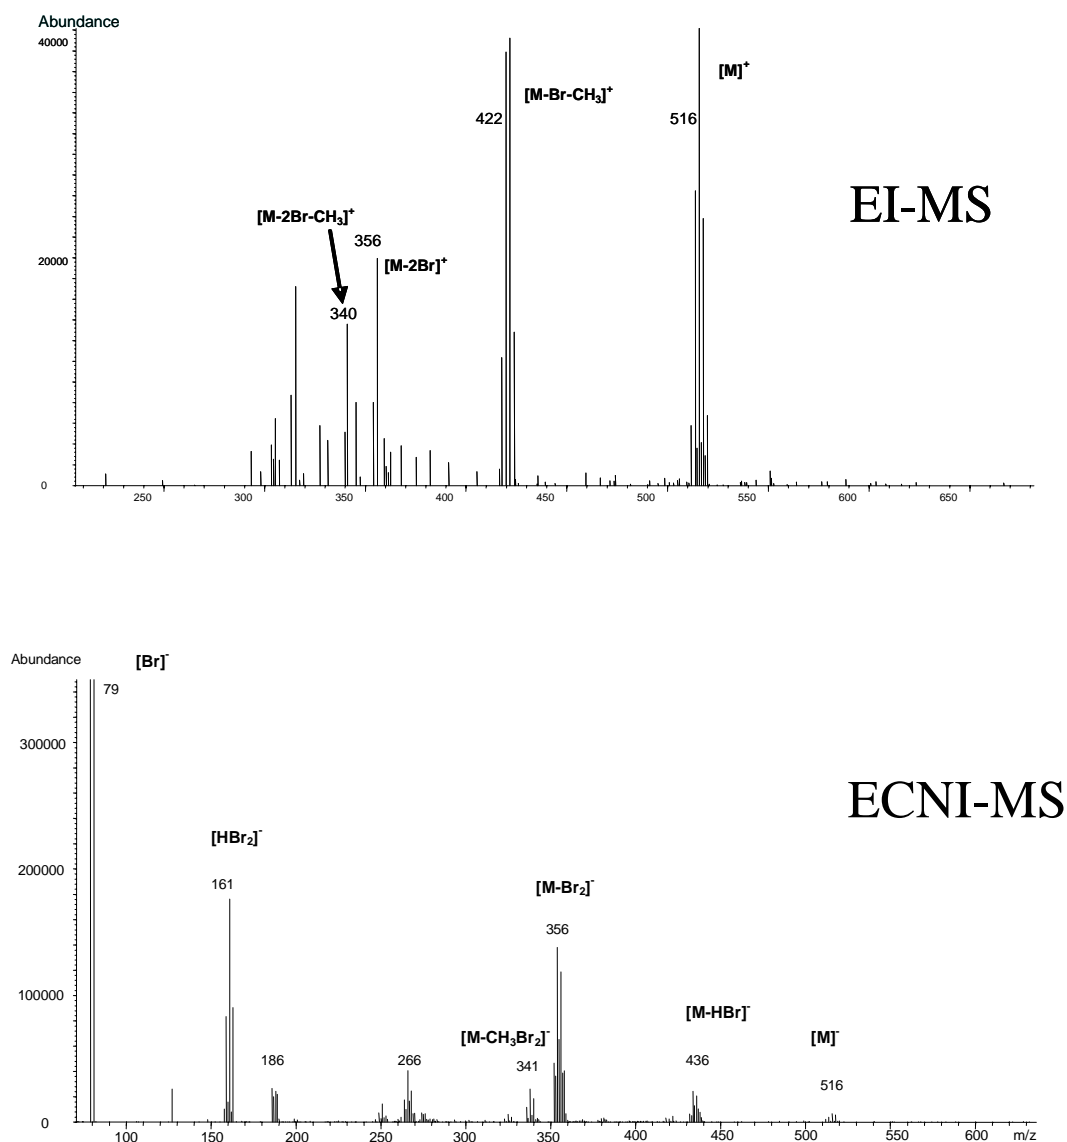 Abundance
40000
[M]+
[M-Br-CH3]+
422
516
EI-MS
[M-2Br-CH3]+
356
[M-2Br]+
20000
340
0
250 300 350 400 450 500 550 600 650
Abundance
[Br]-
79
300000
ECNI-MS
[HBr2]-
200000
161
[M-Br2]-
356
100000
[M-HBr]-
[M-CH3Br2]-
[M]-
186
266
341
436
516
0
100 150 200 250 300 350 400 450 500 550 600 m/z